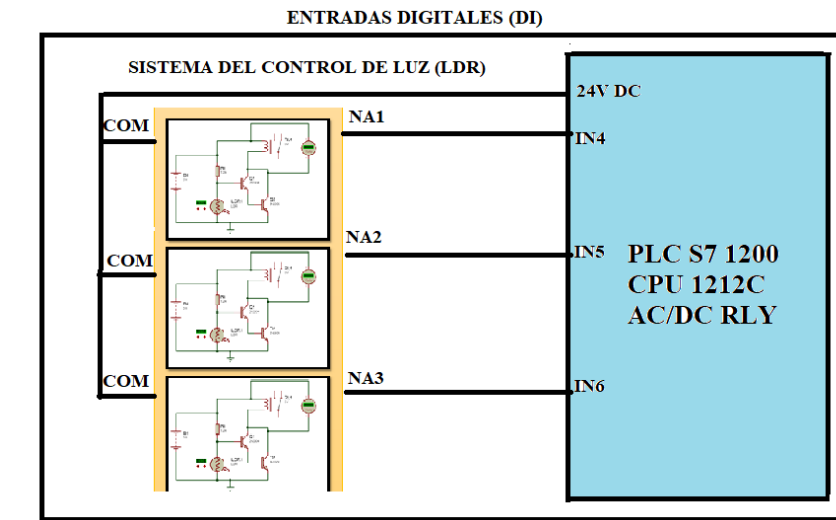 ENTRADAS DIGITALES (DI)
SISTEMA DEL CONTROL DE LUZ (LDR)
24V DC
COM
NA1
IN4
COM
NA2
IN5
PLC S7 1200
CPU 1212C
AC/DC RLY
COM
NA3
IN6